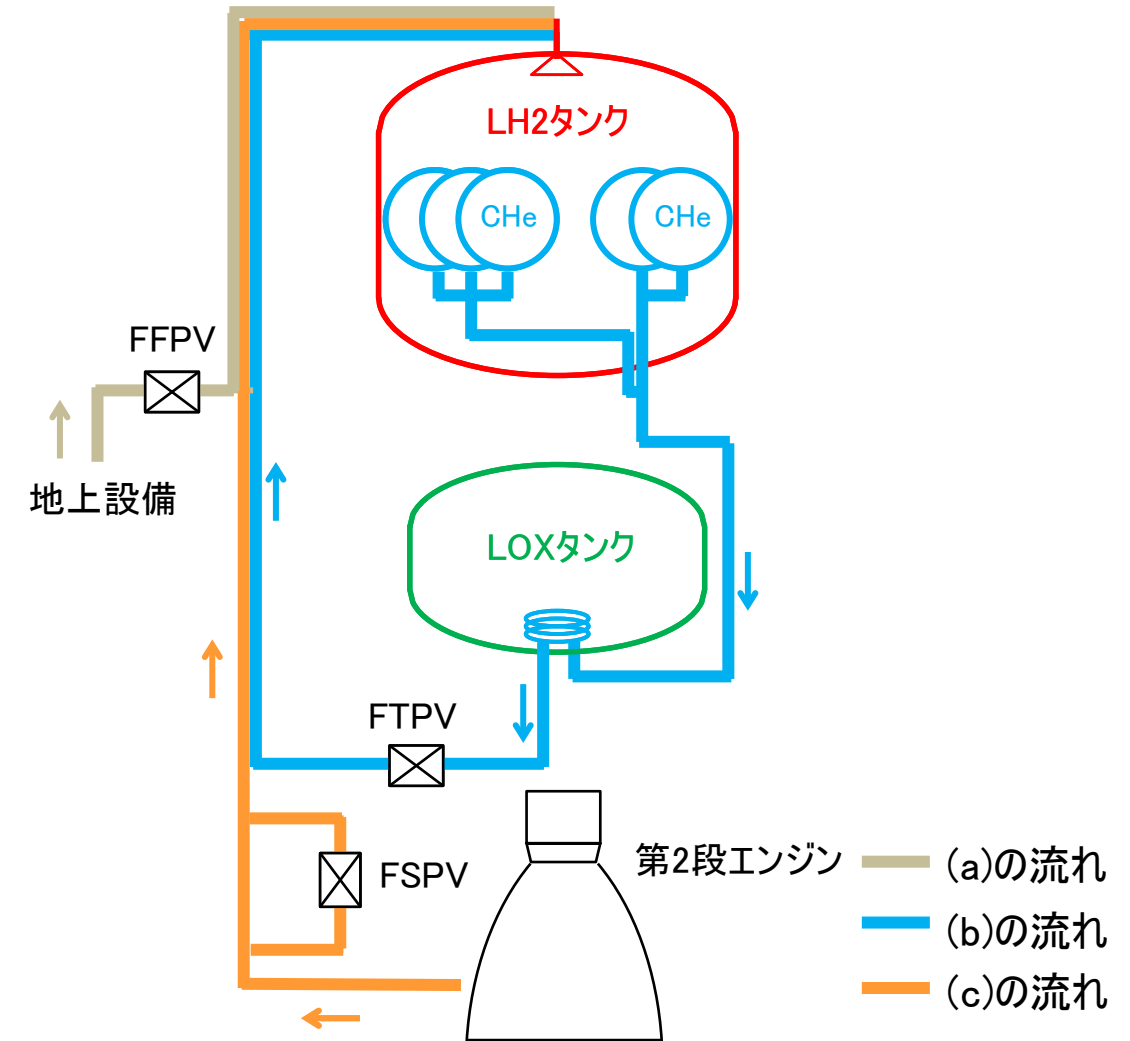 LH2タンク
CHe
CHe
FFPV
地上設備
LOXタンク
FTPV
FSPV
第2段エンジン
(a)の流れ
(b)の流れ
(c)の流れ